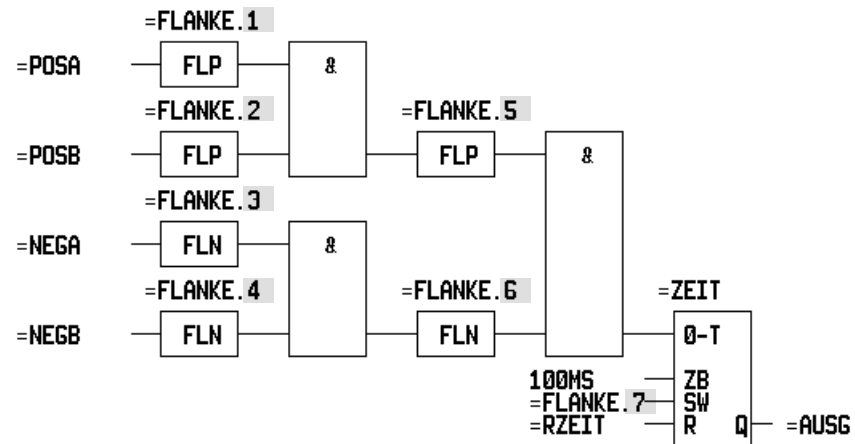 =FLANKE.1
=POSA FLP &
=FLANKE.2 =FLANKE.5
=POSB FLP FLP &
=FLANKE.3
=NEGA FLN &
=FLANKE.4 =FLANKE.6 =ZEIT
=NEGB FLN FLN 0-T
100MS ZB
=FLANKE.7 SW
=RZEIT R Q =AUSG